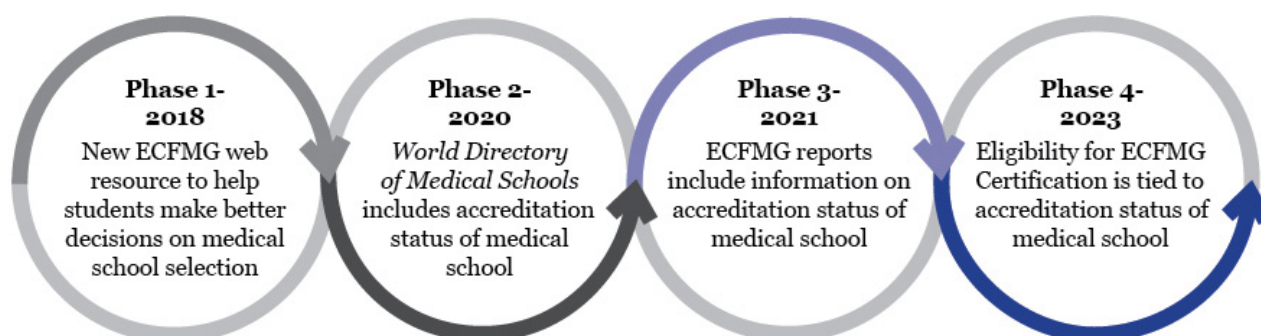 Phase 1-
2018
New ECFMG web
resource to help
students make better
decisions on medical
school selection
Phase 2-
2020
World Directory
of Medical Schools
includes accreditation
status of medical
school
Phase 3-
2021
ECFMG reports
include information on
accreditation status of
medical school
Phase 4-
2023
Eligibility for ECFMG
Certification is tied to
accreditation status of
medical school